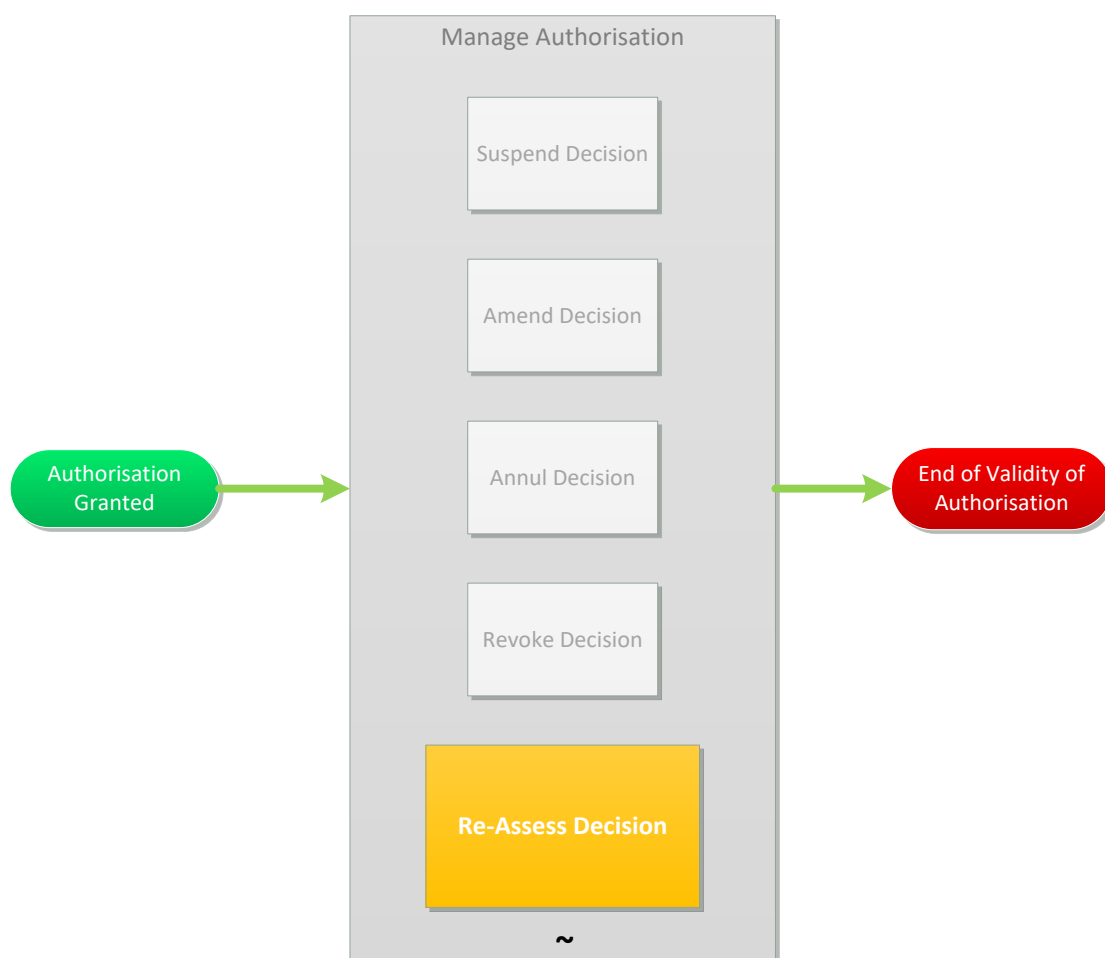 Manage Authorisation
Suspend Decision
Amend Decision
Authorisation
Granted
Annul Decision
End of Validity of
Authorisation
Revoke Decision
Re-Assess Decision
~